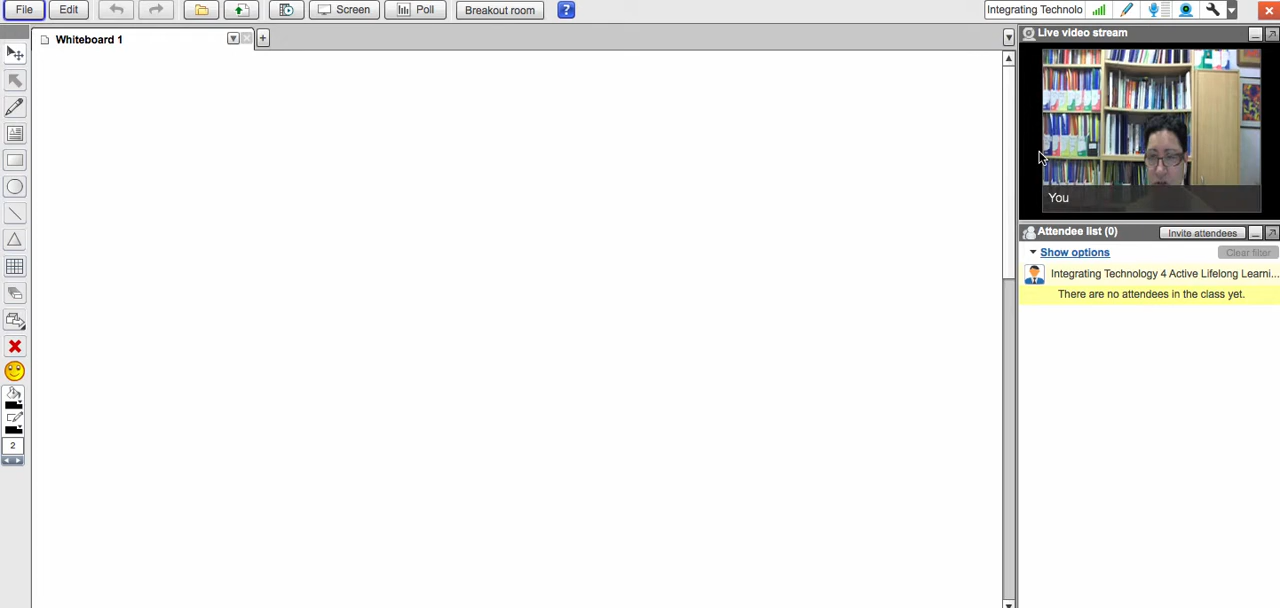 File Edit Screen Poll Breakout room ? Integrating Technolo
Whiteboard 1
+
Live video stream
You
Attendee list (0) Invite attendees
Show options Clear filter
Integrating Technology 4 Active Lifelong Learni...
There are no attendees in the class yet.
2